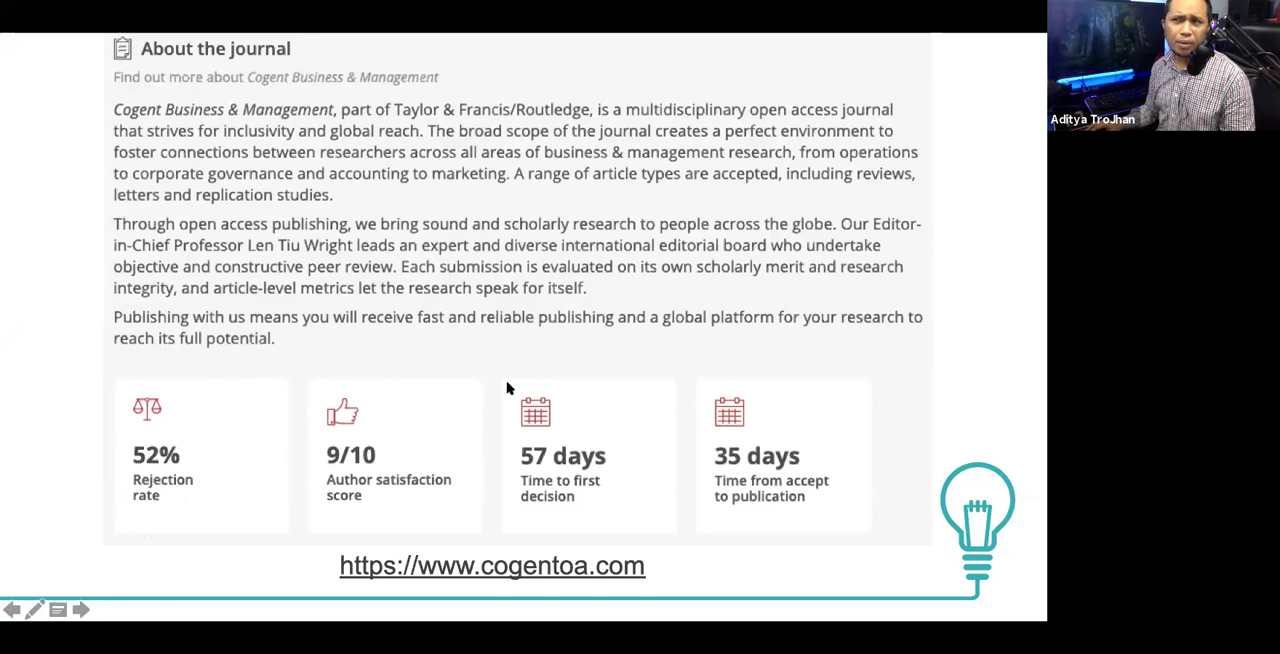 About the journal
Find out more about Cogent Business & Management
Cogent Business & Management, part of Taylor & Francis/Routledge, is a multidisciplinary open access journal
that strives for inclusivity and global reach. The broad scope of the journal creates a perfect environment to
foster connections between researchers across all areas of business & management research, from operations
to corporate governance and accounting to marketing. A range of article types are accepted, including reviews,
letters and replication studies.
Through open access publishing, we bring sound and scholarly research to people across the globe. Our Editor-
in-Chief Professor Len Tiu Wright leads an expert and diverse international editorial board who undertake
objective and constructive peer review. Each submission is evaluated on its own scholarly merit and research
integrity, and article-level metrics let the research speak for itself.
Publishing with us means you will receive fast and reliable publishing and a global platform for your research to
reach its full potential.
52%
Rejection
rate
9/10
Author satisfaction
score
57 days
Time to first
decision
35 days
Time from accept
to publication
https://www.cogentoa.com
Aditya TroJhan